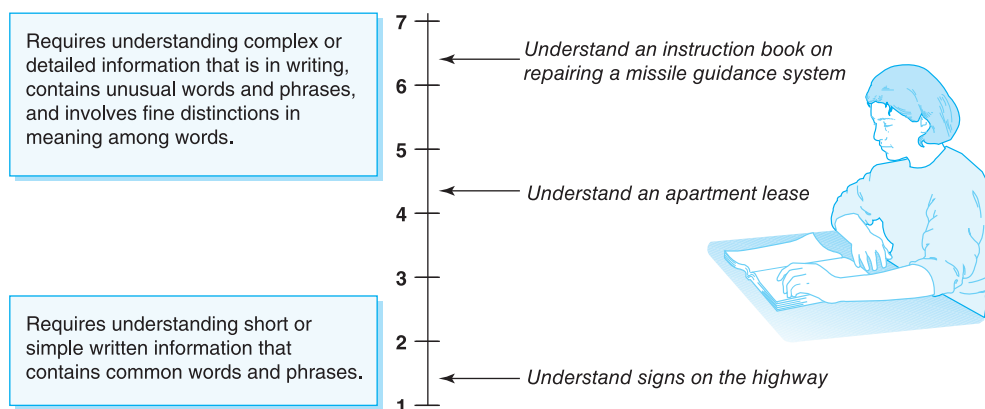 Requires understanding complex or
detailed information that is in writing,
contains unusual words and phrases,
and involves fine distinctions in
meaning among words.
Requires understanding short or
simple written information that
contains common words and phrases.
7
6
5
4
3
2
1
Understand an instruction book on
repairing a missile guidance system
Understand an apartment lease
Understand signs on the highway